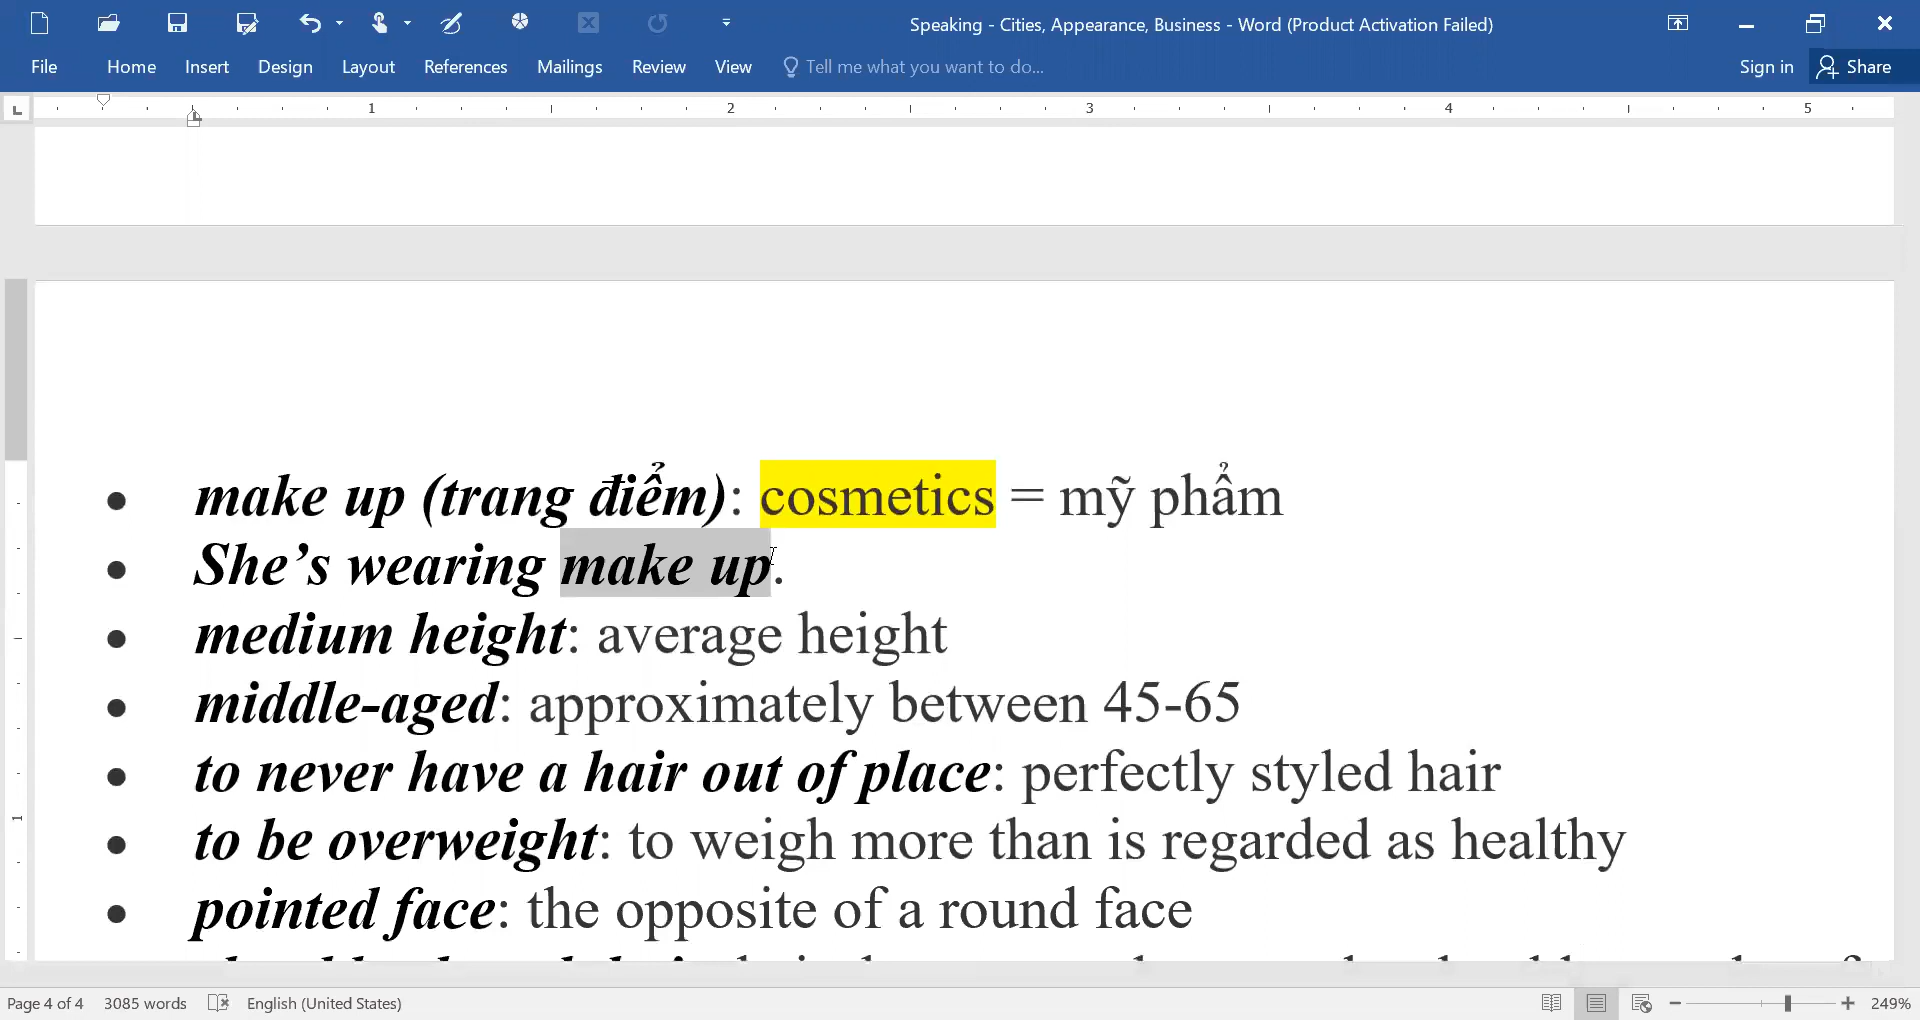 Speaking - Cities, Appearance, Business - Word (Product Activation Failed)
File Home Insert Design Layout References Mailings Review View Tell me what you want to do... Sign in Share
1 2 3 4 5
make up (trang điểm): cosmetics = mỹ phẩm
She’s wearing make up.
medium height: average height
middle-aged: approximately between 45-65
to never have a hair out of place: perfectly styled hair
to be overweight: to weigh more than is regarded as healthy
pointed face: the opposite of a round face
Page 4 of 4 3085 words English (United States) 249%